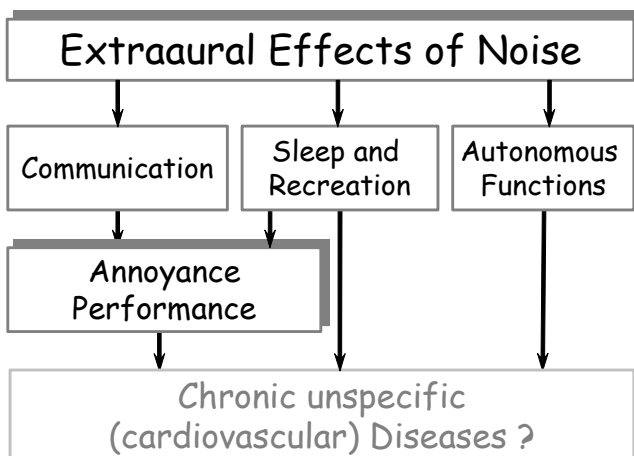 Extraaural Effects of Noise
Communication
Sleep and
Recreation
Autonomous
Functions
Annoyance
Performance
Chronic unspecific
(cardiovascular) Diseases ?